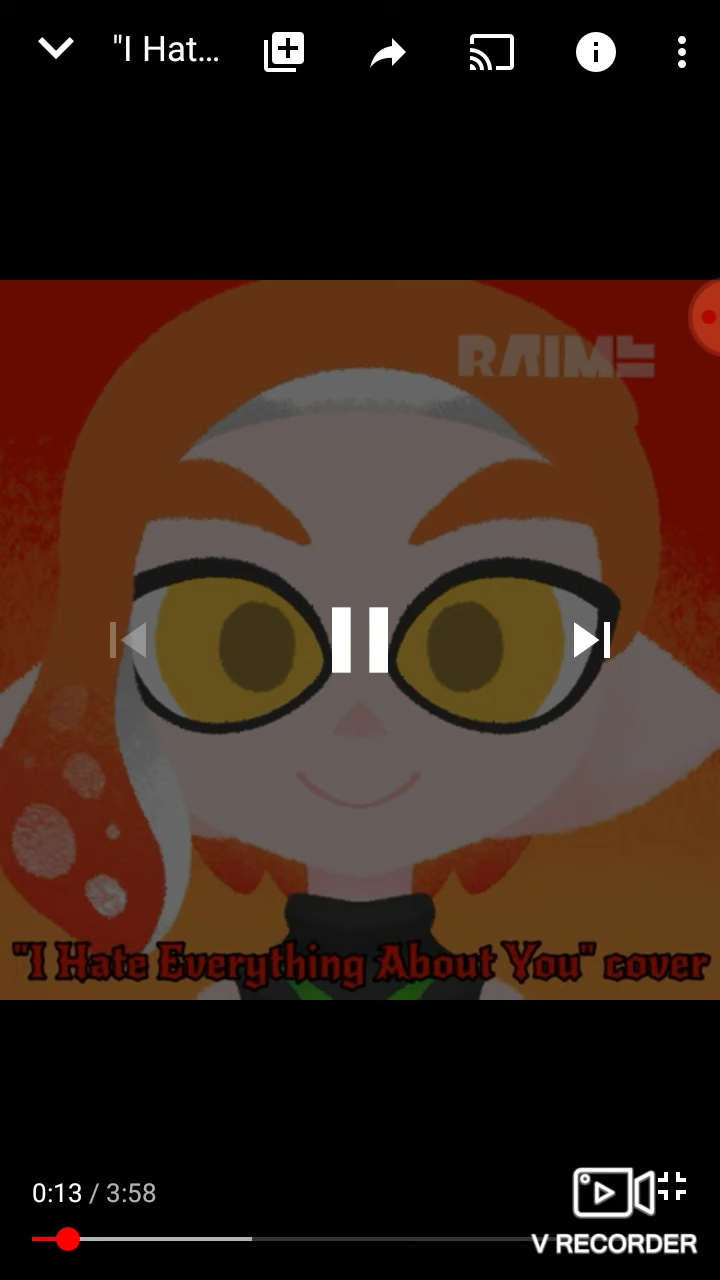 "I Hat...
RAIME
"I Hate Everything About You" cover
0:13 / 3:58
V RECORDER